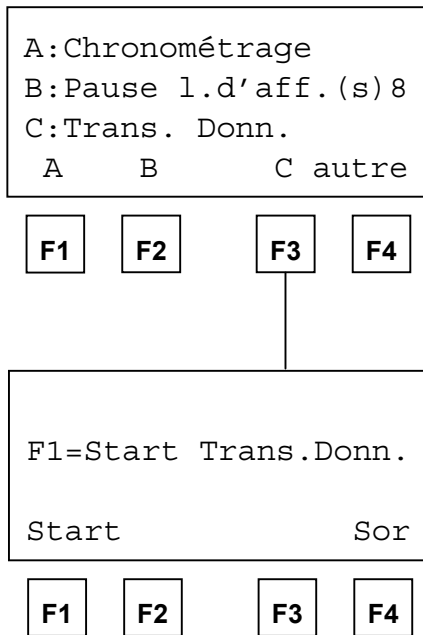 A:Chronométrage
B:Pause l.d'aff.(s)8
C:Trans. Donn.
A B C autre
F1 F2 F3 F4
F1=Start Trans.Donn.
Start Sor
F1 F2 F3 F4